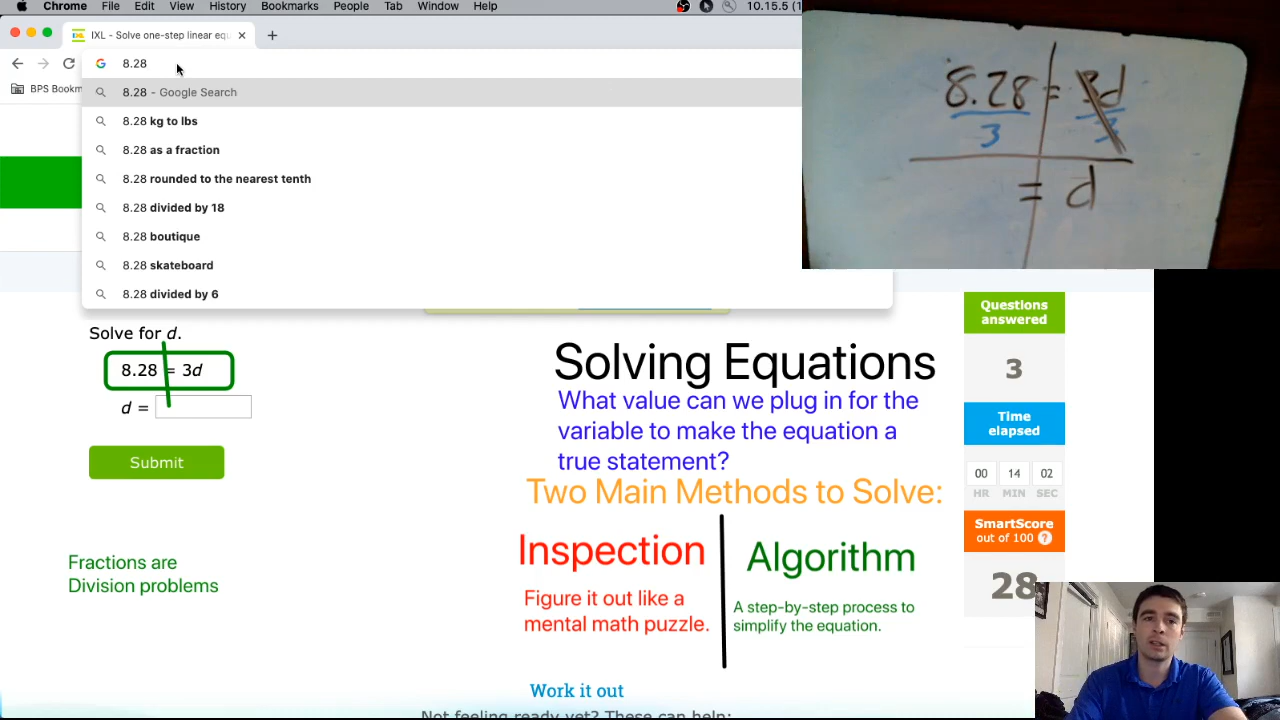 Chrome File Edit View History Bookmarks People Tab Window Help
10.15.5 (1
IXL - Solve one-step linear equ
8.28
BPS Bookm
8.28 - Google Search
8.28 kg to lbs
8.28 as a fraction
8.28 rounded to the nearest tenth
8.28 divided by 18
8.28 boutique
8.28 skateboard
8.28 divided by 6
8.28 = 3d
3 3
= d
Solve for d.
8.28 = 3d
d =
Submit
Fractions are
Division problems
Solving Equations
What value can we plug in for the
variable to make the equation a
true statement?
Two Main Methods to Solve:
Inspection
Figure it out like a
mental math puzzle.
Algorithm
A step-by-step process to
simplify the equation.
Work it out
Not feeling ready yet? These can help:
Questions
answered
3
Time
elapsed
00 14 02
HR MIN SEC
SmartScore
out of 100 ?
28